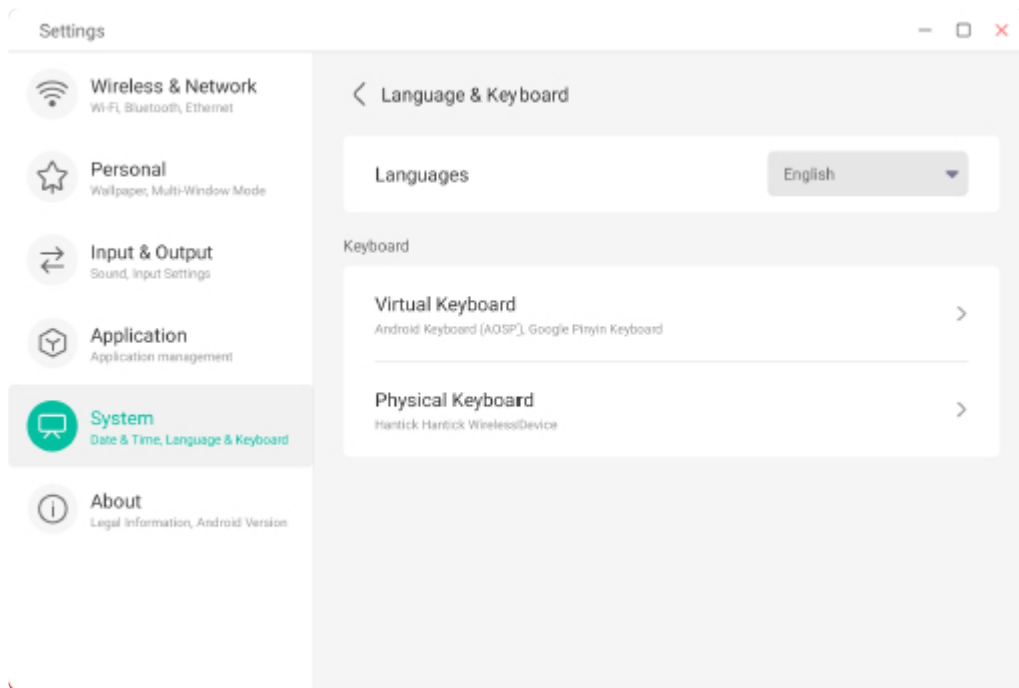 Settings
Wireless & Network
Wi-Fi, Bluetooth, Ethernet
Personal
Wallpaper, Multi-Window Mode
Input & Output
Sound, Input Settings
Application
Application management
System
Date & Time, Language & Keyboard
About
Legal Information, Android Version
Language & Keyboard
Languages
English
Keyboard
Virtual Keyboard
Android Keyboard (AOSP), Google Pinyin Keyboard
Physical Keyboard
Hantick Hantick WirelessDevice